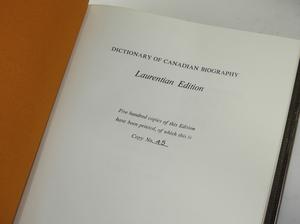 DICTIONARY OF CANADIAN BIOGRAPHY
Laurentian Edition
Five hundred copies of this Edition
have been printed, of which this is
Copy No.